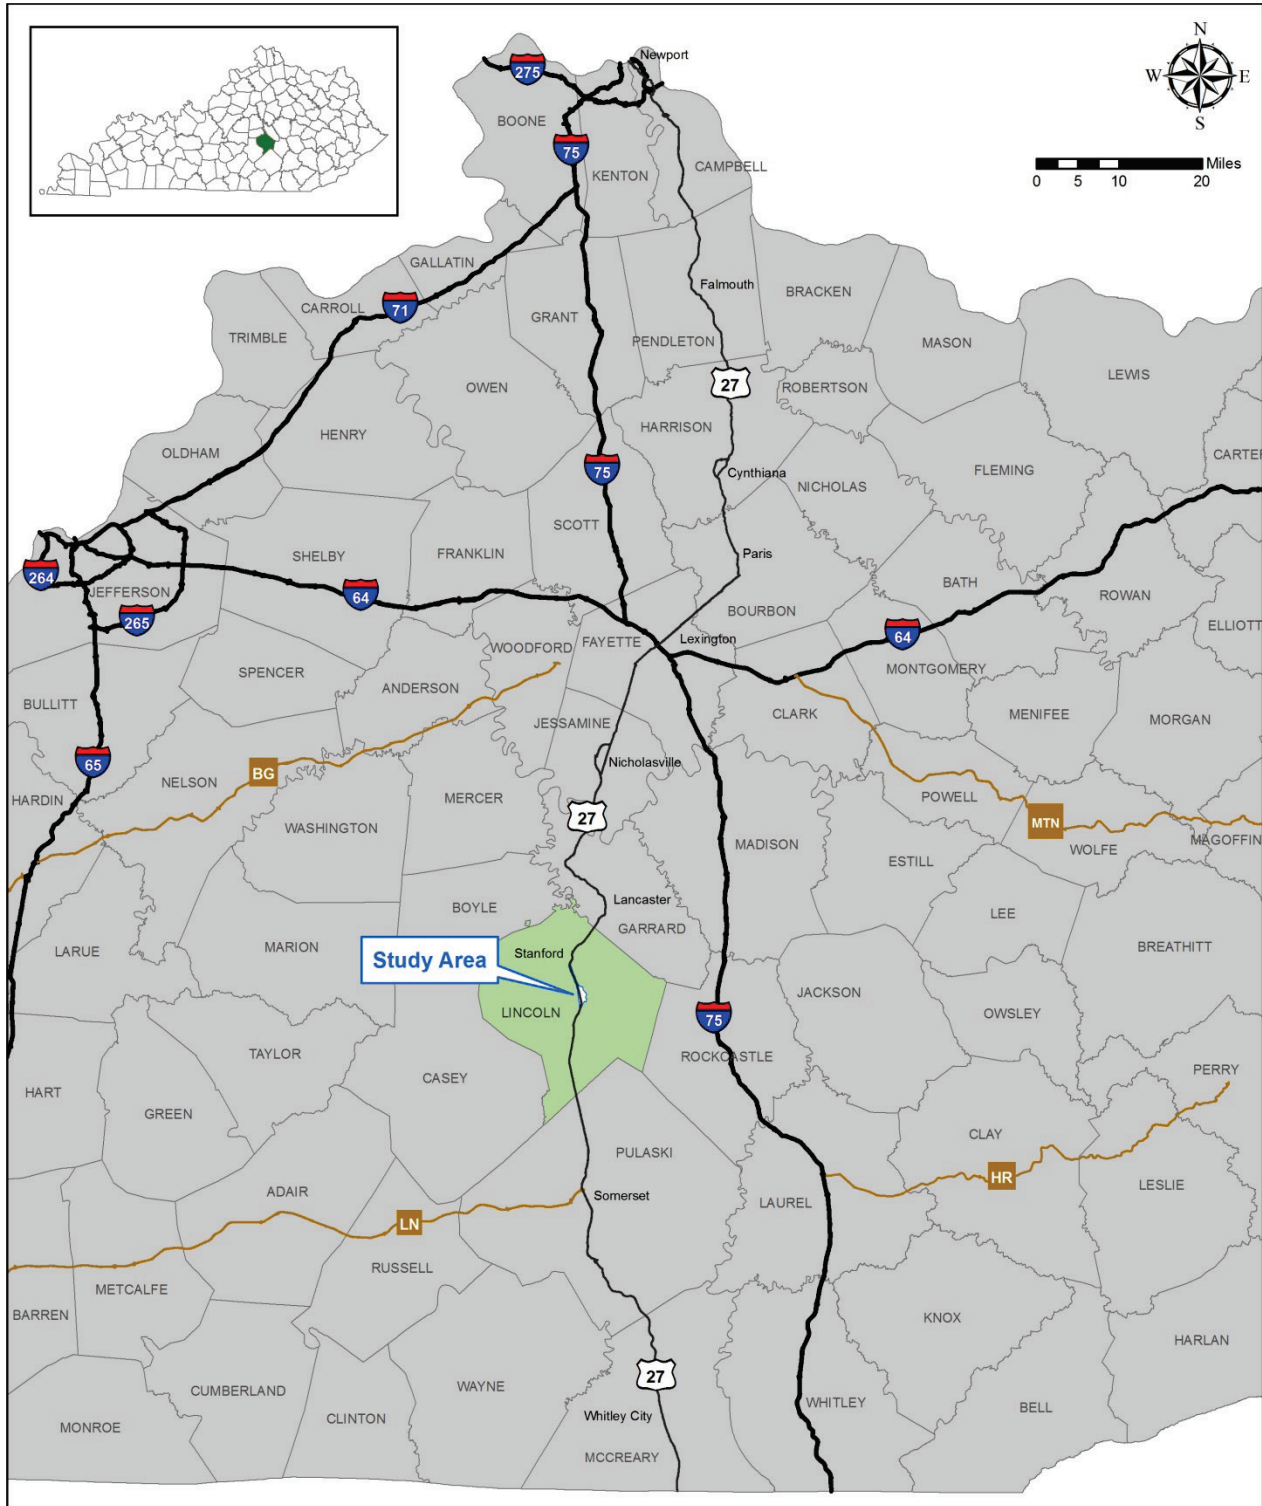 Newport
N
W E
S
275
BOONE
75
KENTON
CAMPBELL
Miles
0 5 10 20
GALLATIN
CARROLL
71
TRIMBLE
GRANT
Falmouth
BRACKEN
PENDLETON
MASON
LEWIS
OWEN
27
ROBERTSON
HENRY
HARRISON
OLDHAM
75
Cynthiana
FLEMING
CARTER
NICHOLAS
SCOTT
SHELBY
FRANKLIN
Paris
264
JEFFERSON
64
BATH
ROWAN
265
BOURBON
ELLIOTT
Lexington
64
FAYETTE
WOODFORD
SPENCER
ANDERSON
MONTGOMERY
BULLITT
CLARK
MENIFEE
MORGAN
JESSAMINE
65
BG
Nicholasville
NELSON
HARDIN
MERCER
POWELL
27
MTN
WASHINGTON
MADISON
MAGOFFIN
WOLFE
ESTILL
Lancaster
BOYLE
LEE
GARRARD
MARION
BREATHITT
LARUE
Stanford
Study Area
JACKSON
LINCOLN
OWSLEY
75
TAYLOR
ROCKCASTLE
PERRY
CASEY
HART
GREEN
CLAY
PULASKI
HR
LESLIE
ADAIR
Somerset
LAUREL
LN
RUSSELL
METCALFE
BARREN
KNOX
HARLAN
27
WAYNE
CUMBERLAND
WHITLEY
BELL
Whitley City
CLINTON
MONROE
MCCREARY